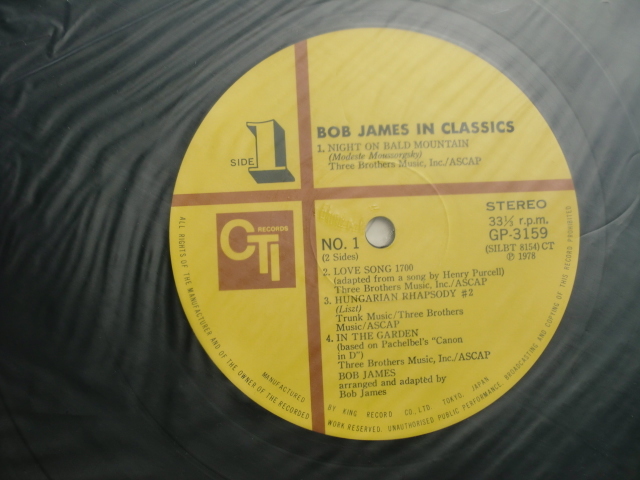 BOB JAMES IN CLASSICS
SIDE 1
1. NIGHT ON BALD MOUNTAIN
(Modeste Moussorgsky)
Three Brothers Music, Inc./ASCAP
CTI RECORDS
STEREO
33⅓ r.p.m.
GP-3159
(SILBT 8154) CT
Ⓟ 1978
NO. 1
(2 Sides)
2. LOVE SONG 1700
(adapted from a song by Henry Purcell)
Three Brothers Music, Inc./ASCAP
3. HUNGARIAN RHAPSODY #2
(Liszt)
Trunk Music/Three Brothers
Music/ASCAP
4. IN THE GARDEN
(based on Pachelbel's "Canon
in D")
Three Brothers Music, Inc./ASCAP
BOB JAMES
arranged and adapted by
Bob James
MANUFACTURED BY KING RECORD CO., LTD. TOKYO, JAPAN
ALL RIGHTS OF THE MANUFACTURER AND OF THE OWNER OF THE RECORDED WORK RESERVED. UNAUTHORISED PUBLIC PERFORMANCE, BROADCASTING AND COPYING OF THIS RECORD PROHIBITED